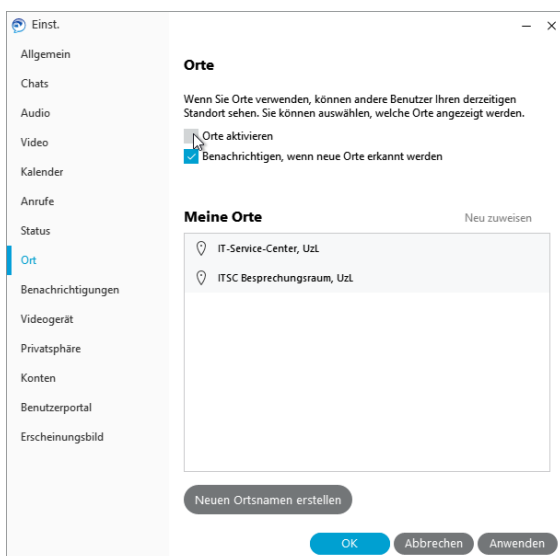 Einst.
Allgemein
Chats
Audio
Video
Kalender
Anrufe
Status
Ort
Benachrichtigungen
Videogerät
Privatsphäre
Konten
Benutzerportal
Erscheinungsbild
Orte
Wenn Sie Orte verwenden, können andere Benutzer Ihren derzeitigen
Standort sehen. Sie können auswählen, welche Orte angezeigt werden.
Orte aktivieren
Benachrichtigen, wenn neue Orte erkannt werden
Meine Orte
Neu zuweisen
IT-Service-Center, UzL
ITSC Besprechungsraum, UzL
Neuen Ortsnamen erstellen
OK
Abbrechen
Anwenden